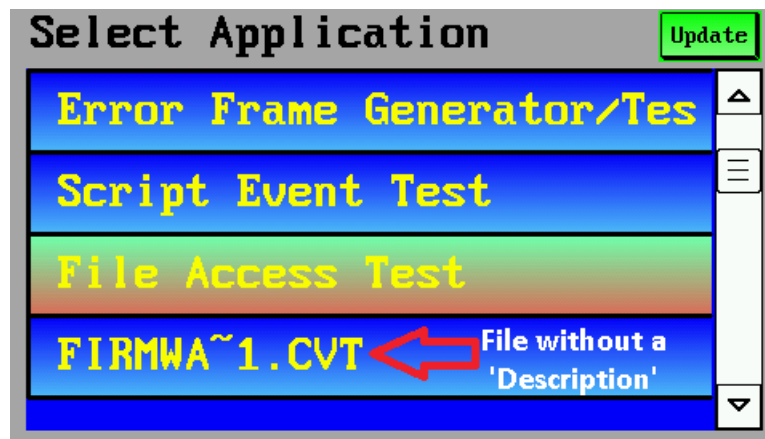 Select Application
Update
Error Frame Generator/Tes
Script Event Test
File Access Test
FIRMWA~1.CVT
File without a
'Description'